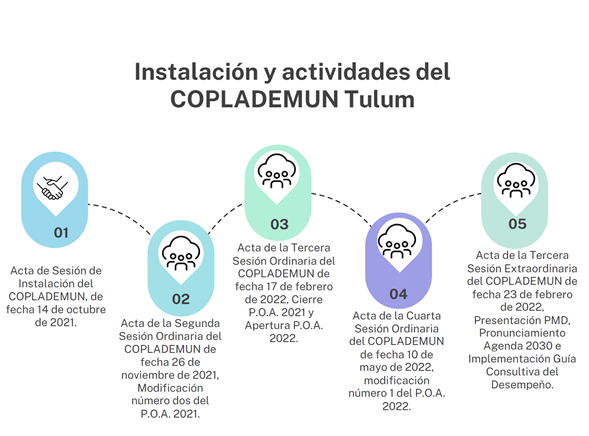 Instalación y actividades del
COPLADEMUN Tulum
01
Acta de Sesión de
Instalación del
COPLADEMUN, de
fecha 14 de octubre
de 2021.
02
Acta de la Segunda
Sesión Ordinaria del
COPLADEMUN de
fecha 26 de
noviembre de 2021,
Modificación
número dos del
P.O.A. 2021.
03
Acta de la Tercera
Sesión Ordinaria del
COPLADEMUN de
fecha 17 de febrero
de 2022, Cierre
P.O.A. 2021 y
Apertura P.O.A.
2022.
04
Acta de la Cuarta
Sesión Ordinaria
del COPLADEMUN
de fecha 10 de
mayo de 2022,
modificación
número 1 del P.O.A.
2022.
05
Acta de la Tercera
Sesión Extraordinaria
del COPLADEMUN de
fecha 23 de febrero
de 2022,
Presentación PMD,
Pronunciamiento
Agenda 2030 e
Implementación Guía
Consultiva del
Desempeño.